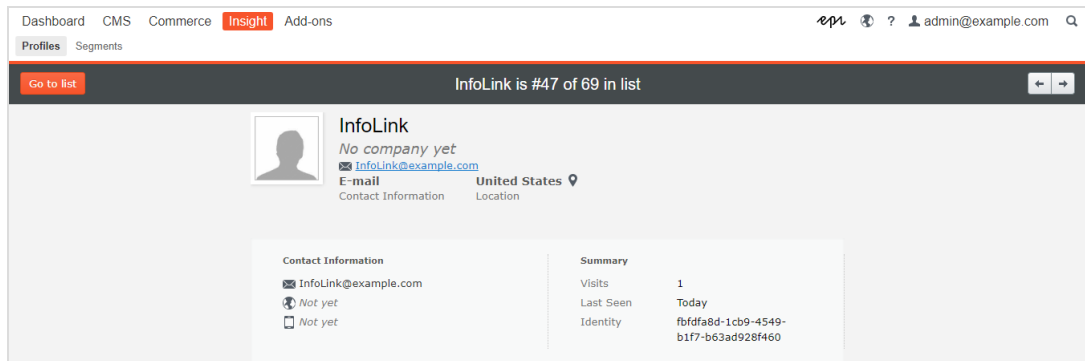 Dashboard CMS Commerce Insight Add-ons epi ? admin@example.com
Profiles Segments
Go to list InfoLink is #47 of 69 in list ← →
InfoLink
No company yet
InfoLink@example.com
E-mail United States
Contact Information Location
Contact Information Summary
InfoLink@example.com Visits 1
Not yet Last Seen Today
Not yet Identity fbfdfa8d-1cb9-4549-
b1f7-b63ad928f460